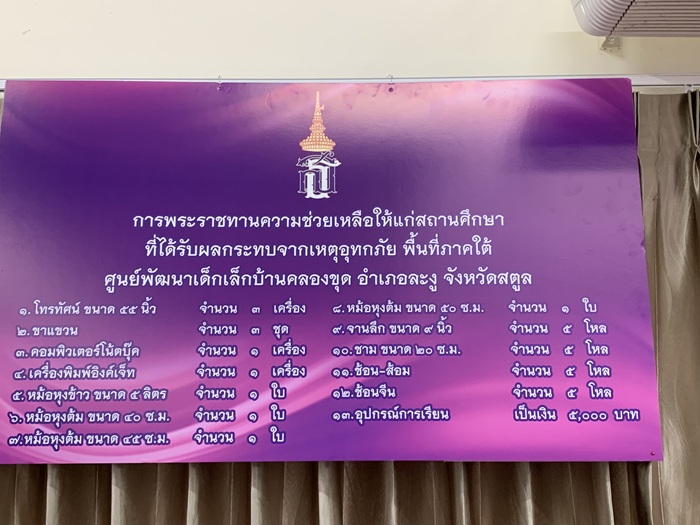 การพระราชทานความช่วยเหลือให้แก่สถานศึกษา
ที่ได้รับผลกระทบจากเหตุอุทกภัย พื้นที่ภาคใต้
ศูนย์พัฒนาเด็กเล็กบ้านคลองขุด อำเภอละงู จังหวัดสตูล
๑. โทรทัศน์ ขนาด ๕๕ นิ้ว จำนวน ๓ เครื่อง
๒. ขาแขวน จำนวน ๓ ชุด
๓. คอมพิวเตอร์โน้ตบุ๊ค จำนวน ๑ เครื่อง
๔. เครื่องพิมพ์อิงค์เจ็ท จำนวน ๑ เครื่อง
๕. หม้อหุงข้าว ขนาด ๕ ลิตร จำนวน ๑ ใบ
๖. หม้อหุงต้ม ขนาด ๔๐ ซ.ม. จำนวน ๑ ใบ
๗. หม้อหุงต้ม ขนาด ๔๕ ซ.ม. จำนวน ๑ ใบ
๘. หม้อหุงต้ม ขนาด ๕๐ ซ.ม. จำนวน ๑ ใบ
๙. จานลึก ขนาด ๙ นิ้ว จำนวน ๕ โหล
๑๐. ชาม ขนาด ๒๐ ซ.ม. จำนวน ๕ โหล
๑๑. ช้อน-ส้อม จำนวน ๕ โหล
๑๒. ช้อนจีน จำนวน ๕ โหล
๑๓. อุปกรณ์การเรียน เป็นเงิน ๕,๐๐๐ บาท